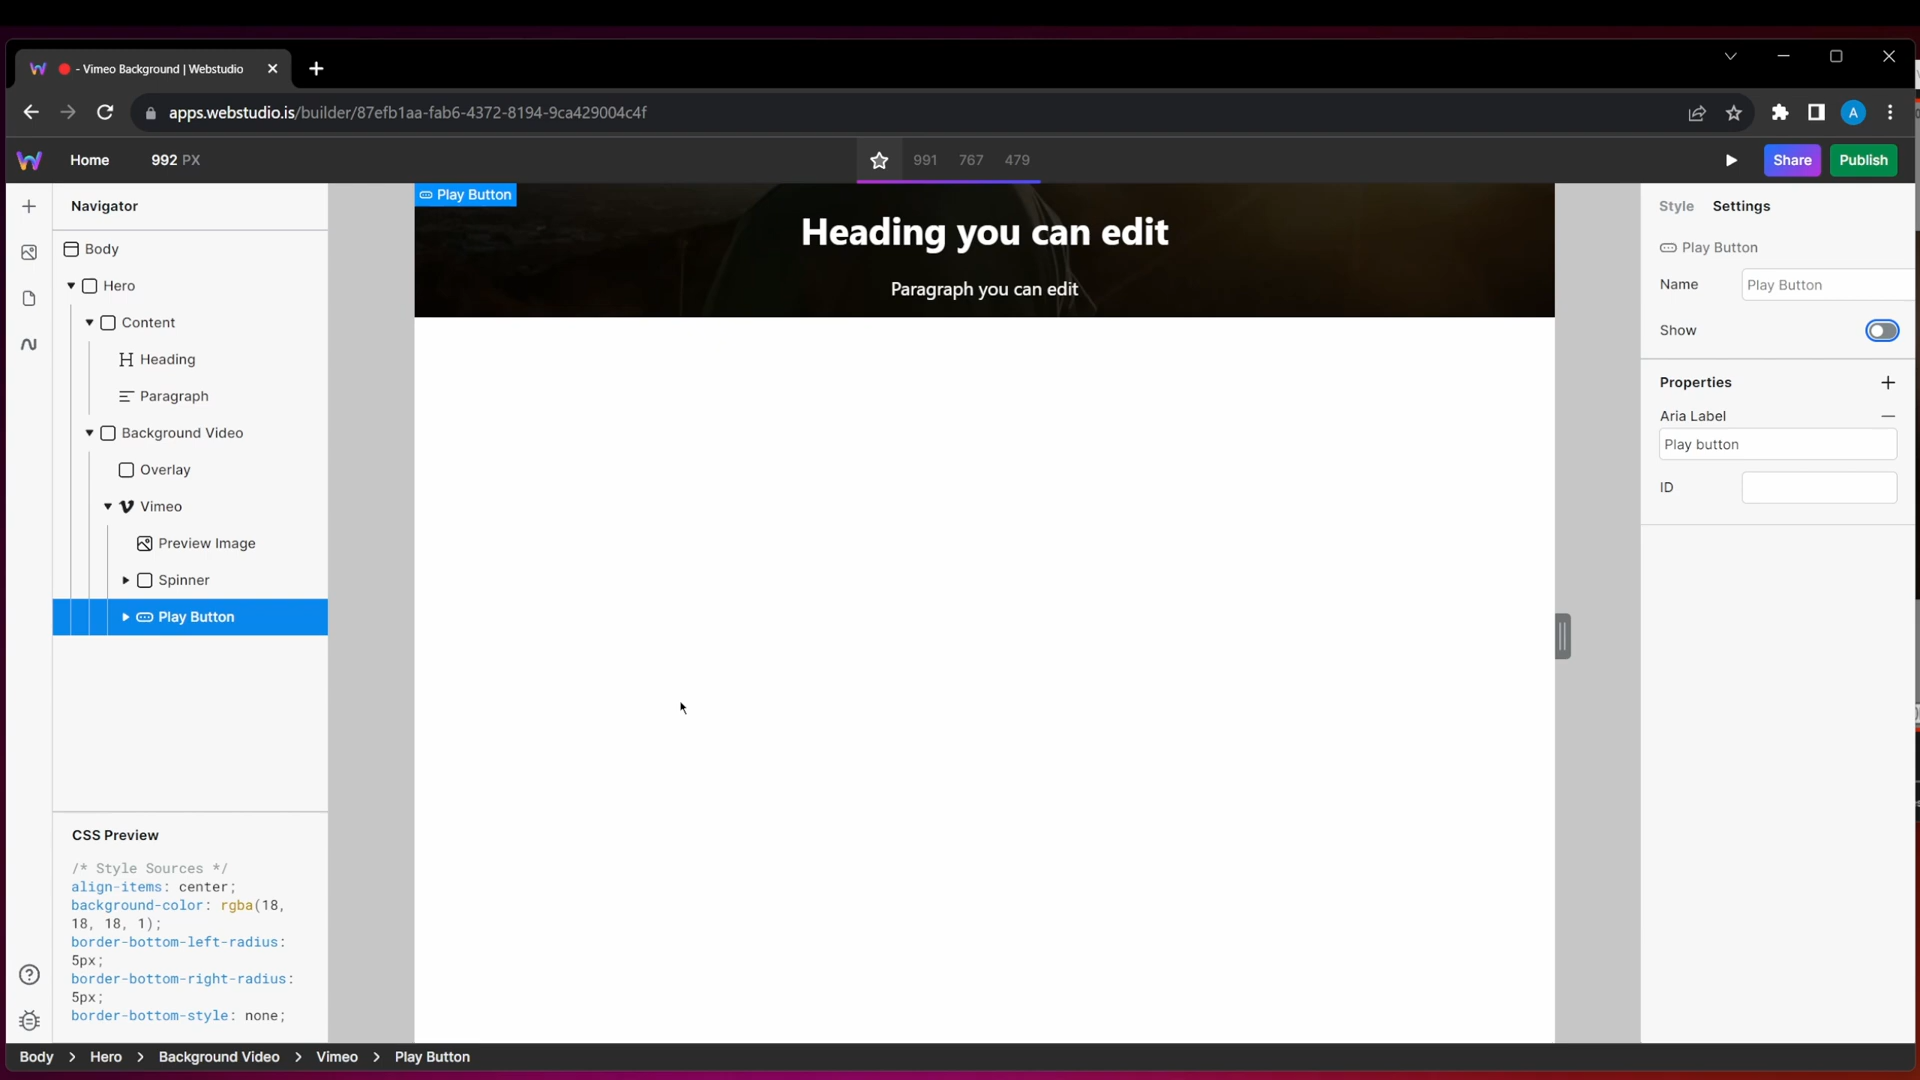 - Vimeo Background | Webstudio
apps.webstudio.is/builder/87efb1aa-fab6-4372-8194-9ca429004c4f
A
Home 992 PX 991 767 479 Share Publish
Navigator
Body
Hero
Content
Heading
Paragraph
Background Video
Overlay
Vimeo
Preview Image
Spinner
Play Button
CSS Preview
/* Style Sources */
align-items: center;
background-color: rgba(18,
18, 18, 1);
border-bottom-left-radius:
5px;
border-bottom-right-radius:
5px;
border-bottom-style: none;
Play Button
Heading you can edit
Paragraph you can edit
Style Settings
Play Button
Name Play Button
Show
Properties
Aria Label
Play button
ID
Body > Hero > Background Video > Vimeo > Play Button